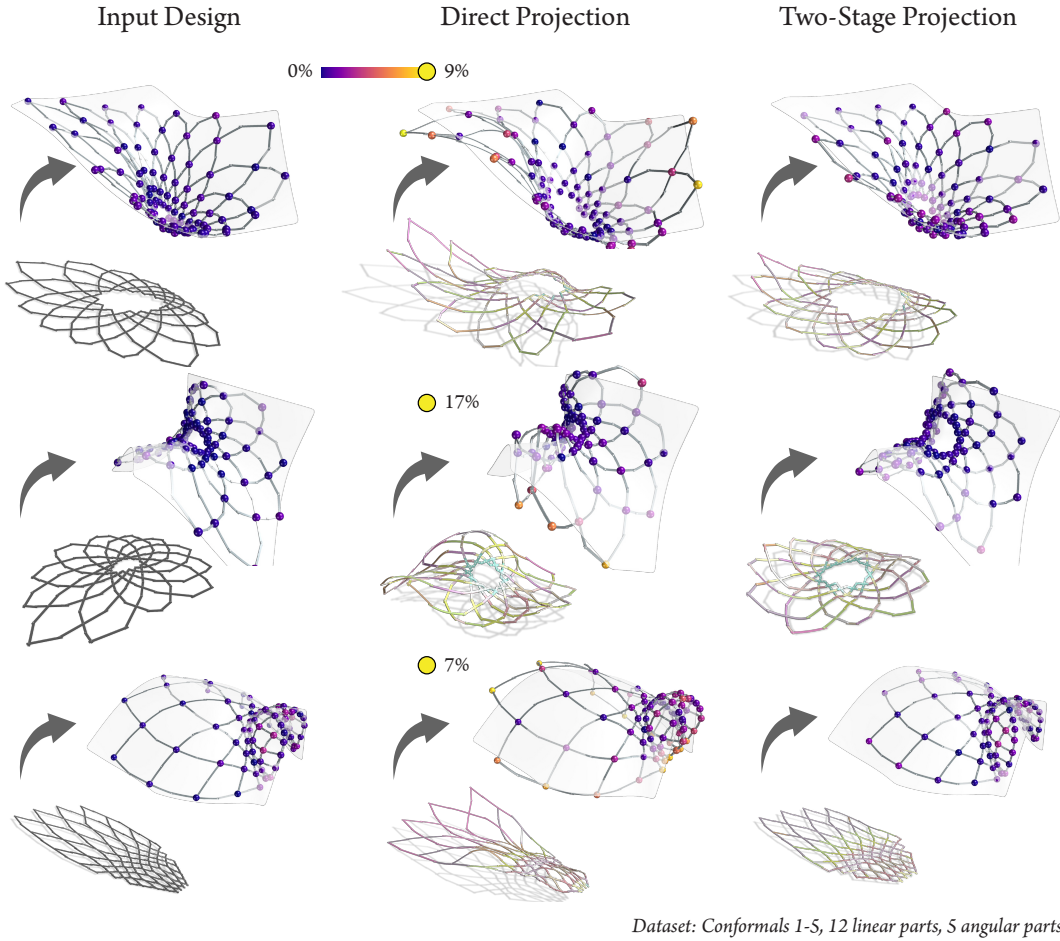 Input Design
Direct Projection
Two-Stage Projection
0%
9%
17%
7%
Dataset: Conformals 1-5, 12 linear parts, 5 angular parts